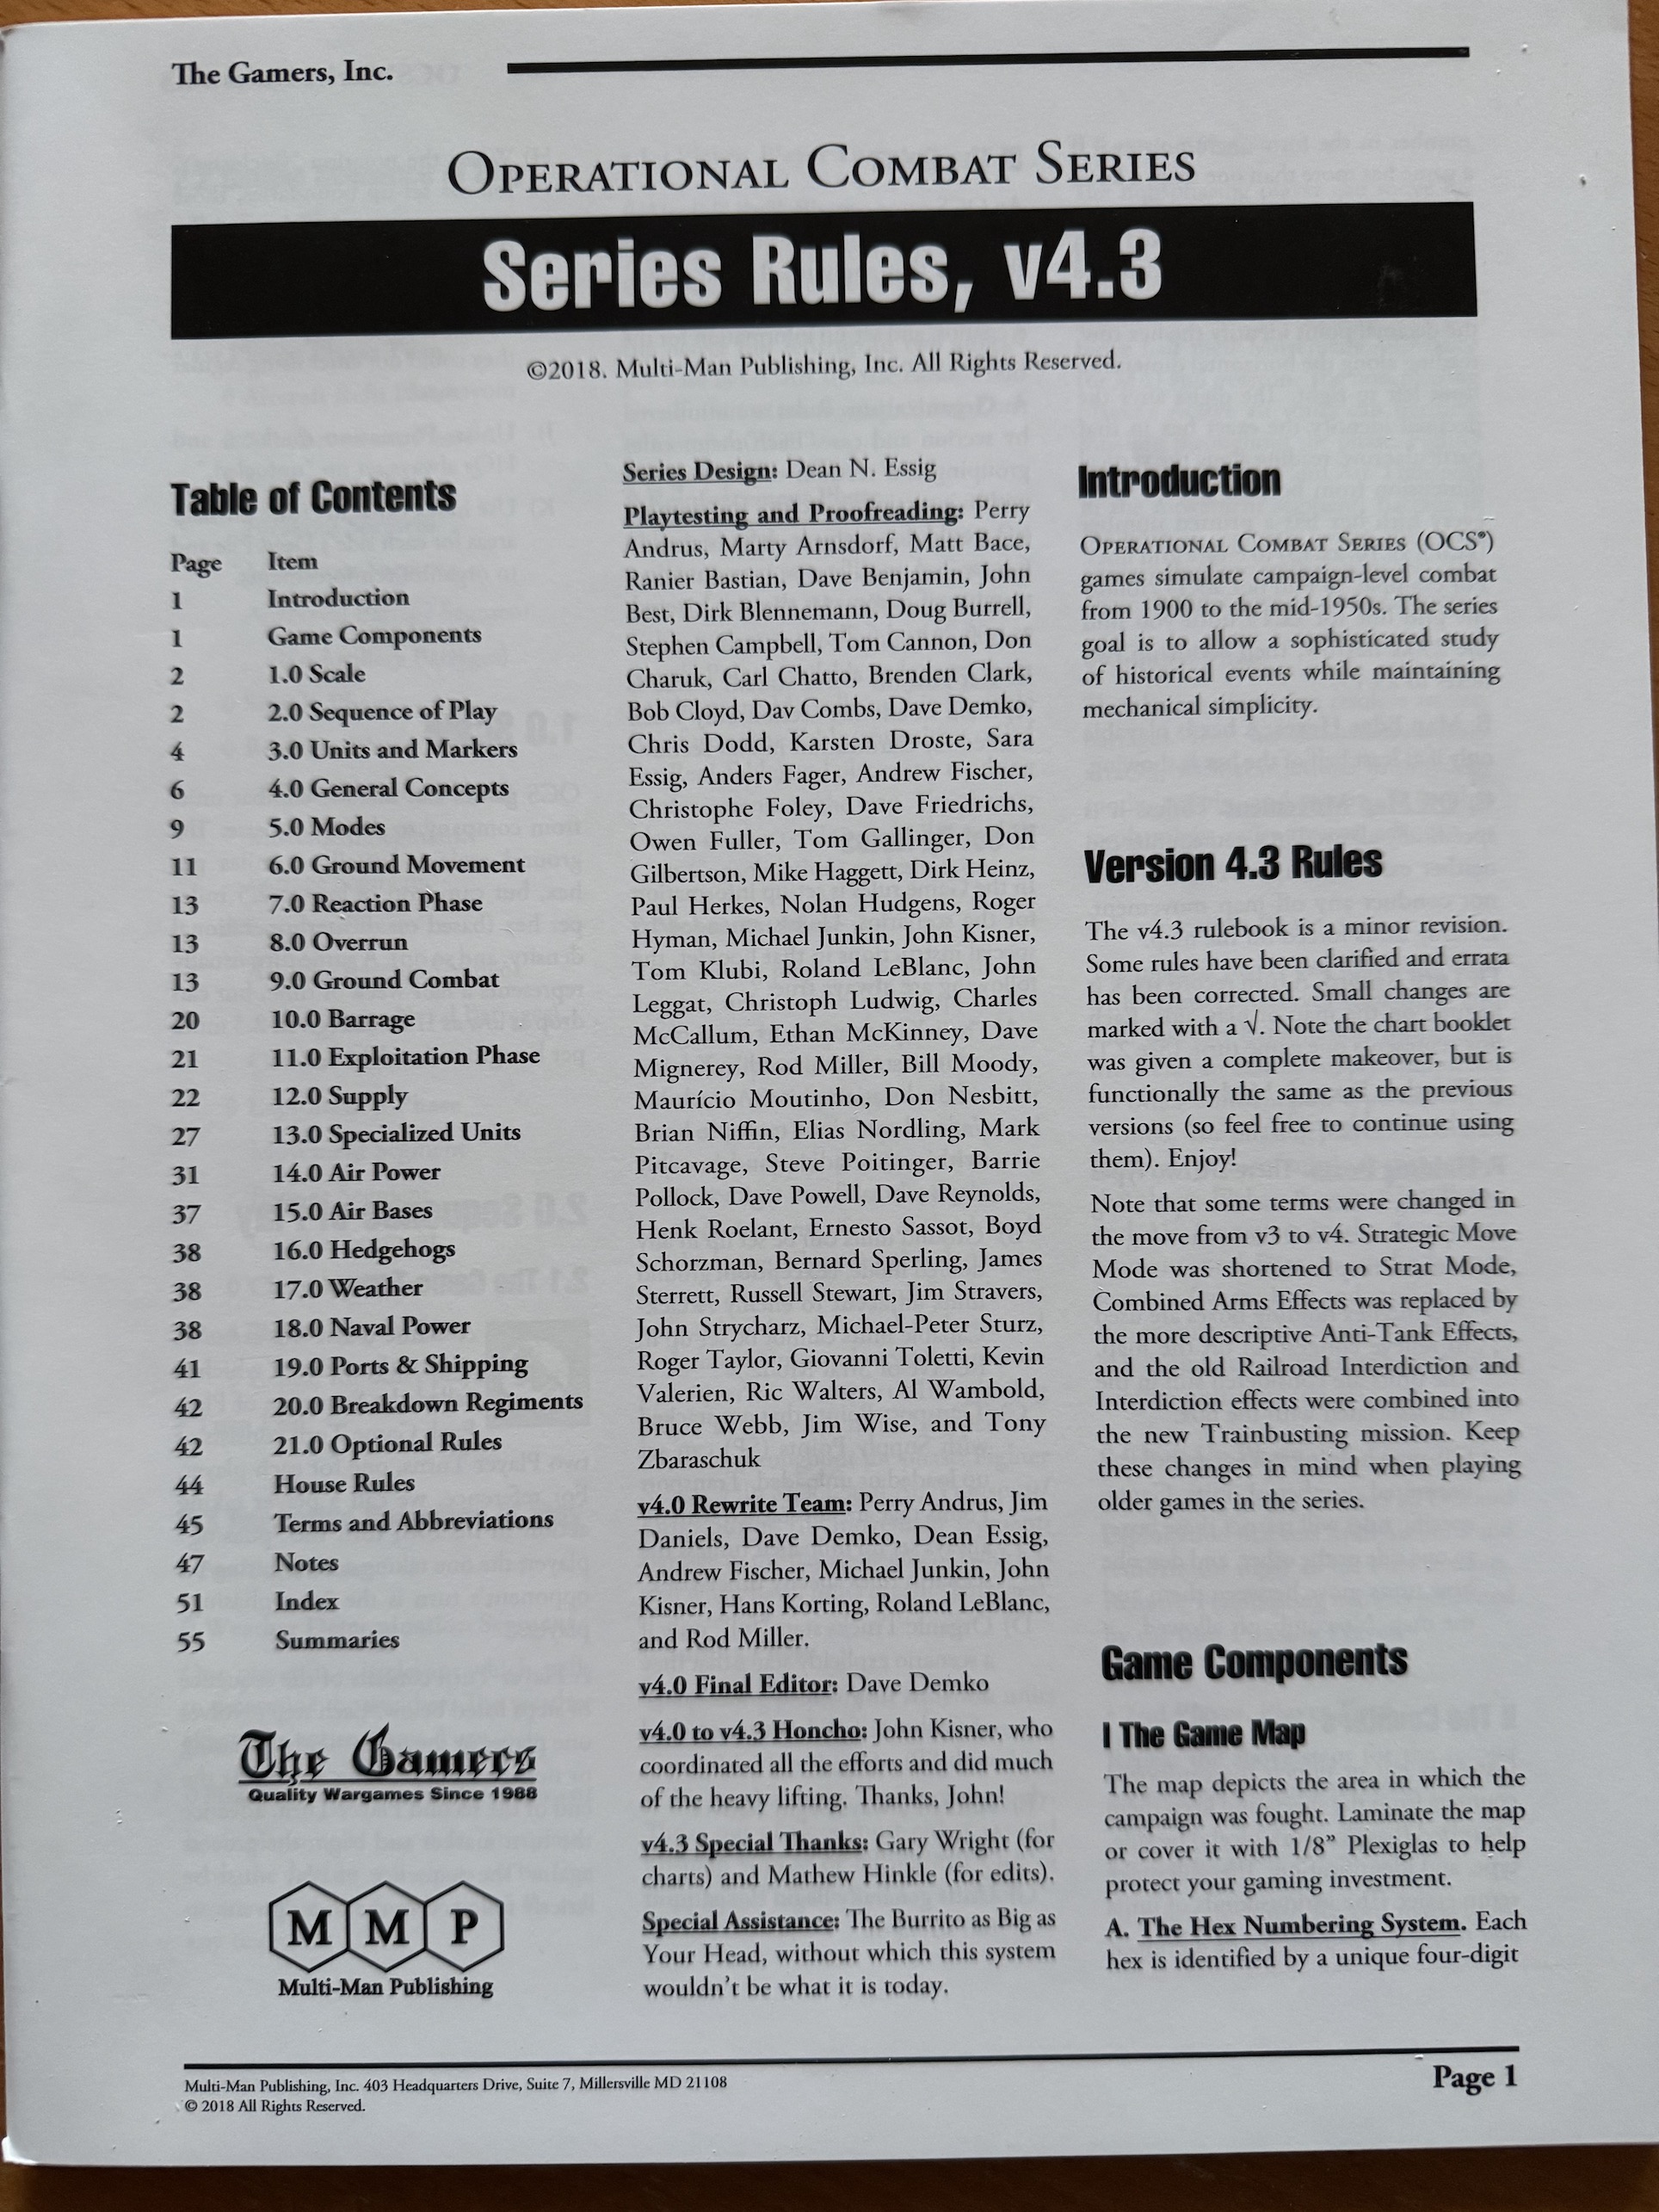 The Gamers, Inc.
Operational Combat Series
Series Rules, v4.3
©2018. Multi-Man Publishing, Inc. All Rights Reserved.
Table of Contents
Page Item
1 Introduction
1 Game Components
2 1.0 Scale
2 2.0 Sequence of Play
4 3.0 Units and Markers
6 4.0 General Concepts
9 5.0 Modes
11 6.0 Ground Movement
13 7.0 Reaction Phase
13 8.0 Overrun
13 9.0 Ground Combat
20 10.0 Barrage
21 11.0 Exploitation Phase
22 12.0 Supply
27 13.0 Specialized Units
31 14.0 Air Power
37 15.0 Air Bases
38 16.0 Hedgehogs
38 17.0 Weather
38 18.0 Naval Power
41 19.0 Ports & Shipping
42 20.0 Breakdown Regiments
42 21.0 Optional Rules
44 House Rules
45 Terms and Abbreviations
47 Notes
51 Index
55 Summaries
The Gamers
Quality Wargames Since 1988
MMP
Multi-Man Publishing
Series Design: Dean N. Essig
Playtesting and Proofreading: Perry
Andrus, Marty Arnsdorf, Matt Bace,
Ranier Bastian, Dave Benjamin, John
Best, Dirk Blennemann, Doug Burrell,
Stephen Campbell, Tom Cannon, Don
Charuk, Carl Chatto, Brenden Clark,
Bob Cloyd, Dav Combs, Dave Demko,
Chris Dodd, Karsten Droste, Sara
Essig, Anders Fager, Andrew Fischer,
Christophe Foley, Dave Friedrichs,
Owen Fuller, Tom Gallinger, Don
Gilbertson, Mike Haggett, Dirk Heinz,
Paul Herkes, Nolan Hudgens, Roger
Hyman, Michael Junkin, John Kisner,
Tom Klubi, Roland LeBlanc, John
Leggat, Christoph Ludwig, Charles
McCallum, Ethan McKinney, Dave
Mignerey, Rod Miller, Bill Moody,
Maurício Moutinho, Don Nesbitt,
Brian Niffin, Elias Nordling, Mark
Pitcavage, Steve Poitinger, Barrie
Pollock, Dave Powell, Dave Reynolds,
Henk Roelant, Ernesto Sassot, Boyd
Schorzman, Bernard Sperling, James
Sterrett, Russell Stewart, Jim Stravers,
John Strycharz, Michael-Peter Sturz,
Roger Taylor, Giovanni Toletti, Kevin
Valerien, Ric Walters, Al Wambold,
Bruce Webb, Jim Wise, and Tony
Zbaraschuk
v4.0 Rewrite Team: Perry Andrus, Jim
Daniels, Dave Demko, Dean Essig,
Andrew Fischer, Michael Junkin, John
Kisner, Hans Korting, Roland LeBlanc,
and Rod Miller.
v4.0 Final Editor: Dave Demko
v4.0 to v4.3 Honcho: John Kisner, who
coordinated all the efforts and did much
of the heavy lifting. Thanks, John!
v4.3 Special Thanks: Gary Wright (for
charts) and Mathew Hinkle (for edits).
Special Assistance: The Burrito as Big as
Your Head, without which this system
wouldn't be what it is today.
Introduction
Operational Combat Series (OCS®)
games simulate campaign-level combat
from 1900 to the mid-1950s. The series
goal is to allow a sophisticated study
of historical events while maintaining
mechanical simplicity.
Version 4.3 Rules
The v4.3 rulebook is a minor revision.
Some rules have been clarified and errata
has been corrected. Small changes are
marked with a √. Note the chart booklet
was given a complete makeover, but is
functionally the same as the previous
versions (so feel free to continue using
them). Enjoy!
Note that some terms were changed in
the move from v3 to v4. Strategic Move
Mode was shortened to Strat Mode,
Combined Arms Effects was replaced by
the more descriptive Anti-Tank Effects,
and the old Railroad Interdiction and
Interdiction effects were combined into
the new Trainbusting mission. Keep
these changes in mind when playing
older games in the series.
Game Components
I The Game Map
The map depicts the area in which the
campaign was fought. Laminate the map
or cover it with 1/8” Plexiglas to help
protect your gaming investment.
A. The Hex Numbering System. Each
hex is identified by a unique four-digit
Multi-Man Publishing, Inc. 403 Headquarters Drive, Suite 7, Millersville MD 21108
© 2018 All Rights Reserved.
Page 1